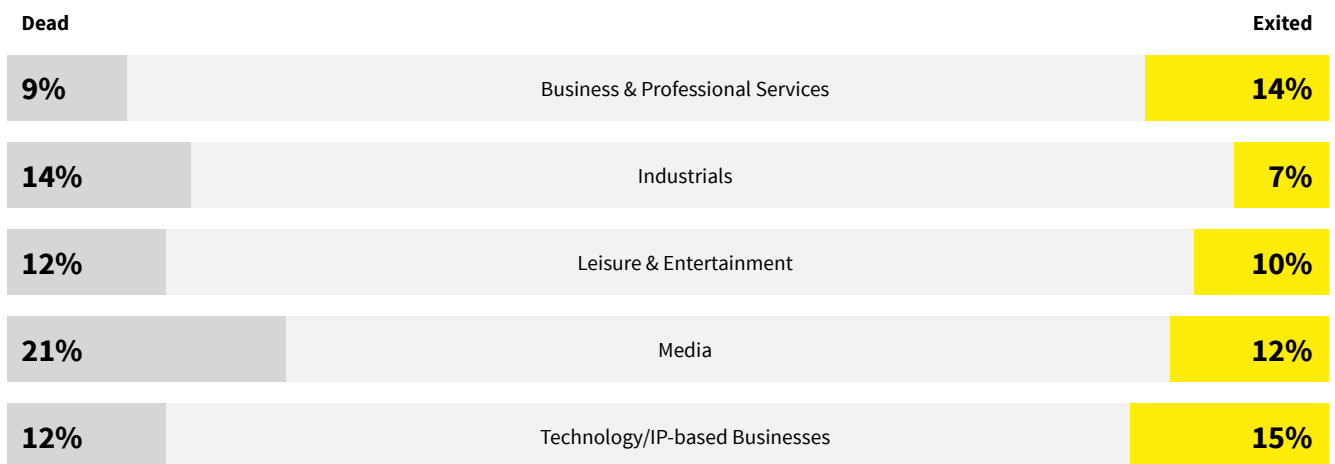 Dead Exited
9% Business & Professional Services 14%
14% Industrials 7%
12% Leisure & Entertainment 10%
21% Media 12%
12% Technology/IP-based Businesses 15%